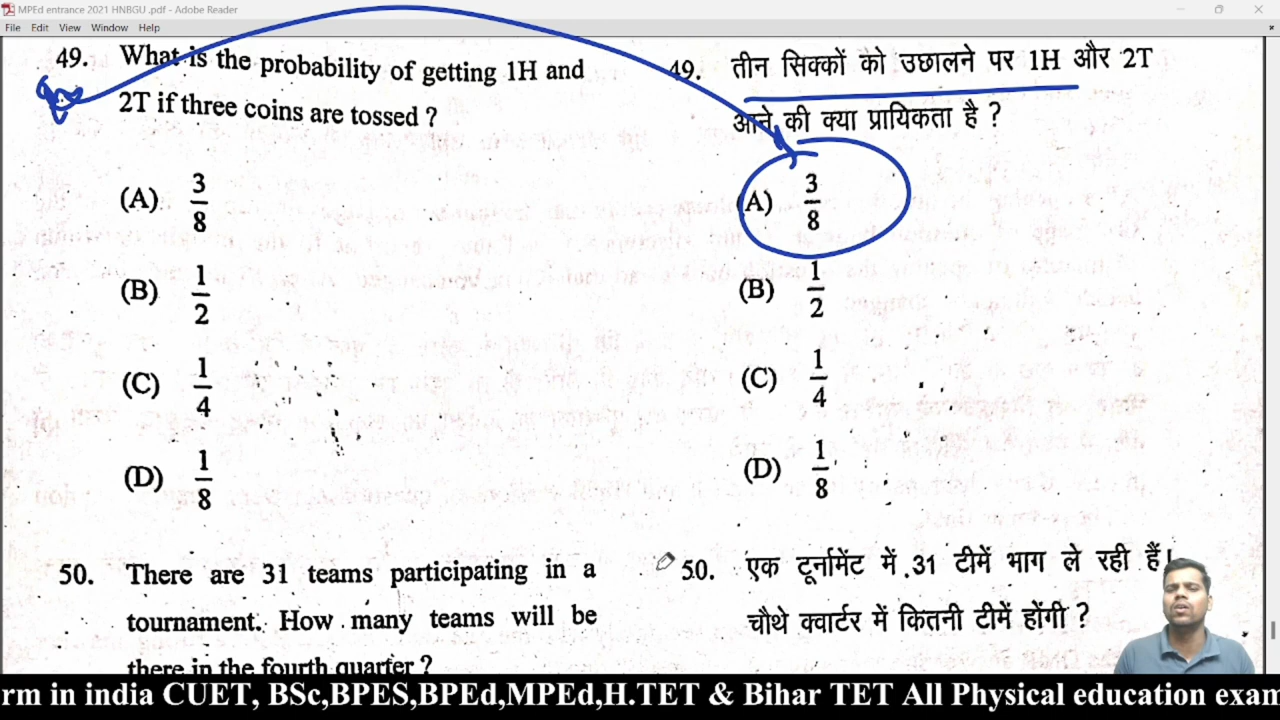 MPEd entrance 2021 HNBGU .pdf - Adobe Reader
File Edit View Window Help
49. What is the probability of getting 1H and
2T if three coins are tossed ?
(A) 3/8
(B) 1/2
(C) 1/4
(D) 1/8
50. There are 31 teams participating in a
tournament. How many teams will be
there in the fourth quarter ?
49. तीन सिक्कों को उछालने पर 1H और 2T
आने की क्या प्रायिकता है ?
(A) 3/8
(B) 1/2
(C) 1/4
(D) 1/8
50. एक टूर्नामेंट में 31 टीमें भाग ले रही हैं।
चौथे क्वार्टर में कितनी टीमें होंगी ?
rm in india CUET, BSc,BPES,BPEd,MPEd,H.TET & Bihar TET All Physical education exam